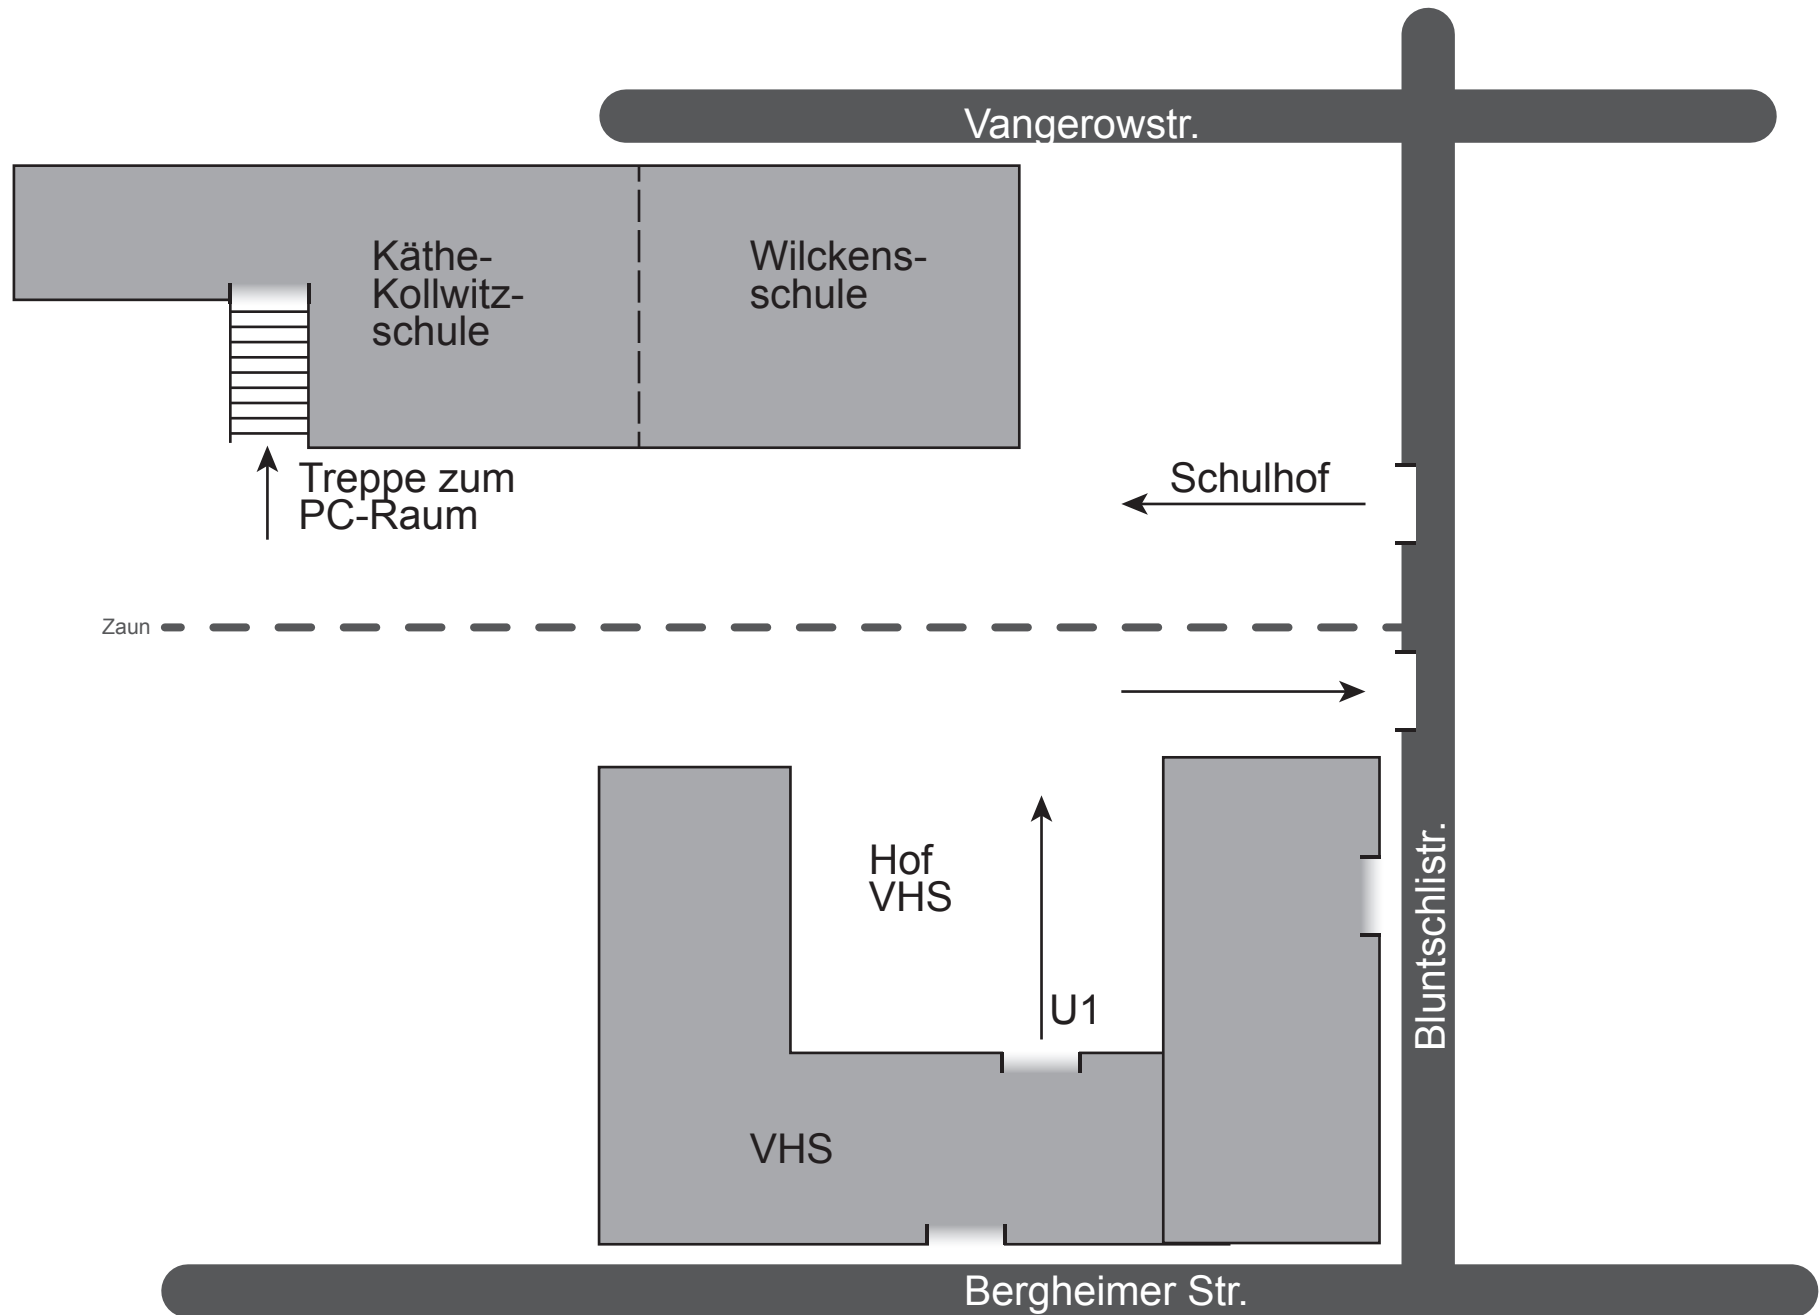 Vangerowstr.
Käthe-
Kollwitz-
schule
Wilckens-
schule
Treppe zum
PC-Raum
Schulhof
Zaun
Hof
VHS
U1
Bluntschlistr.
VHS
Bergheimer Str.